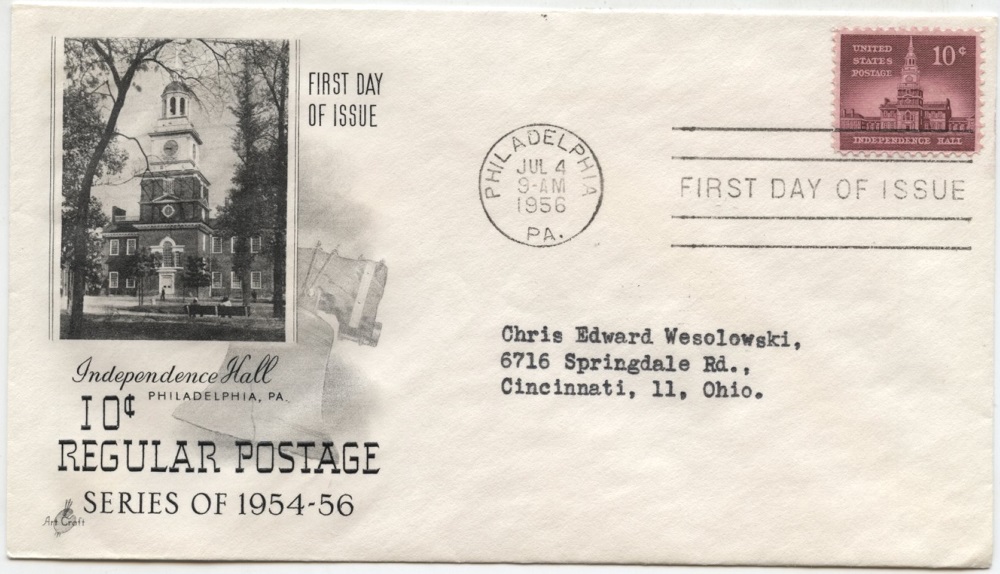 FIRST DAY
OF ISSUE
Independence Hall
PHILADELPHIA, PA.
10¢
REGULAR POSTAGE
SERIES OF 1954-56
Art Craft
PHILADELPHIA
JUL 4
9-AM
1956
PA.
UNITED
STATES
POSTAGE
10¢
INDEPENDENCE HALL
FIRST DAY OF ISSUE
Chris Edward Wesolowski,
6716 Springdale Rd.,
Cincinnati, 11, Ohio.